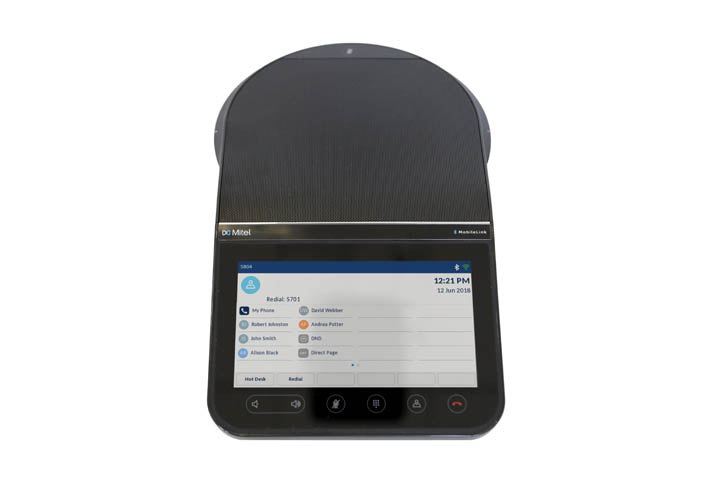 Mitel
MobileLink
5804
12:21 PM
12 Jun 2018
Redial: 5701
My Phone
David Webber
Robert Johnston
Andrea Potter
John Smith
DND
Alison Black
Direct Page
Hot Desk
Redial